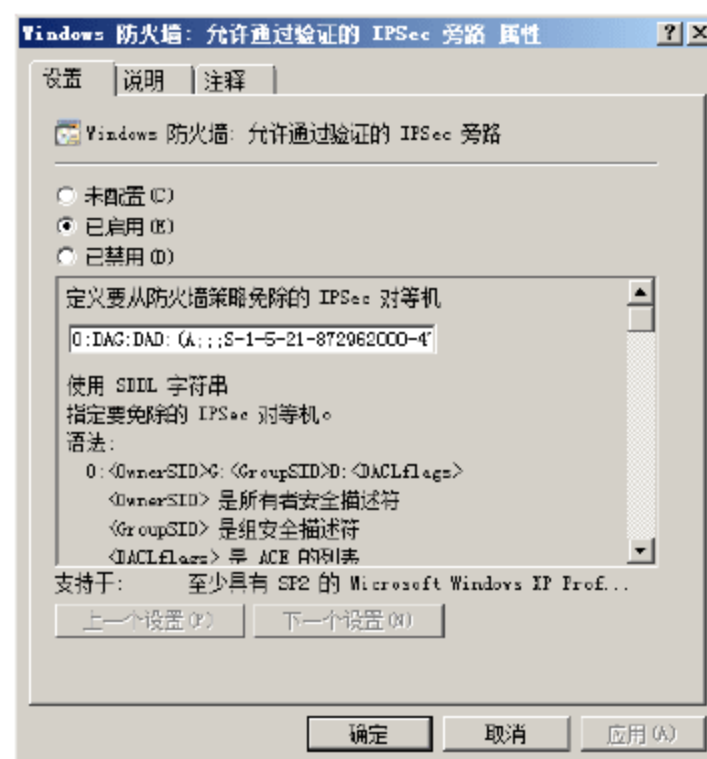 Windows 防火墙: 允许通过验证的 IPSec 旁路 属性
设置 说明 注释
Windows 防火墙: 允许通过验证的 IPSec 旁路
未配置(C)
已启用(E)
已禁用(D)
定义要从防火墙策略免除的 IPSec 对等机
O:DAG:DAD:(A;;;S-1-5-21-872962000-4
使用 SDDL 字符串
指定要免除的 IPSec 对等机。
语法:
O:<OwnerSID>G:<GroupSID>D:<DACLflags>
<OwnerSID> 是所有者安全描述符
<GroupSID> 是组安全描述符
<DACLflags> 是 ACE 的列表
支持于: 至少具有 SP2 的 Microsoft Windows XP Prof...
上一个设置(P) 下一个设置(N)
确定 取消 应用(A)